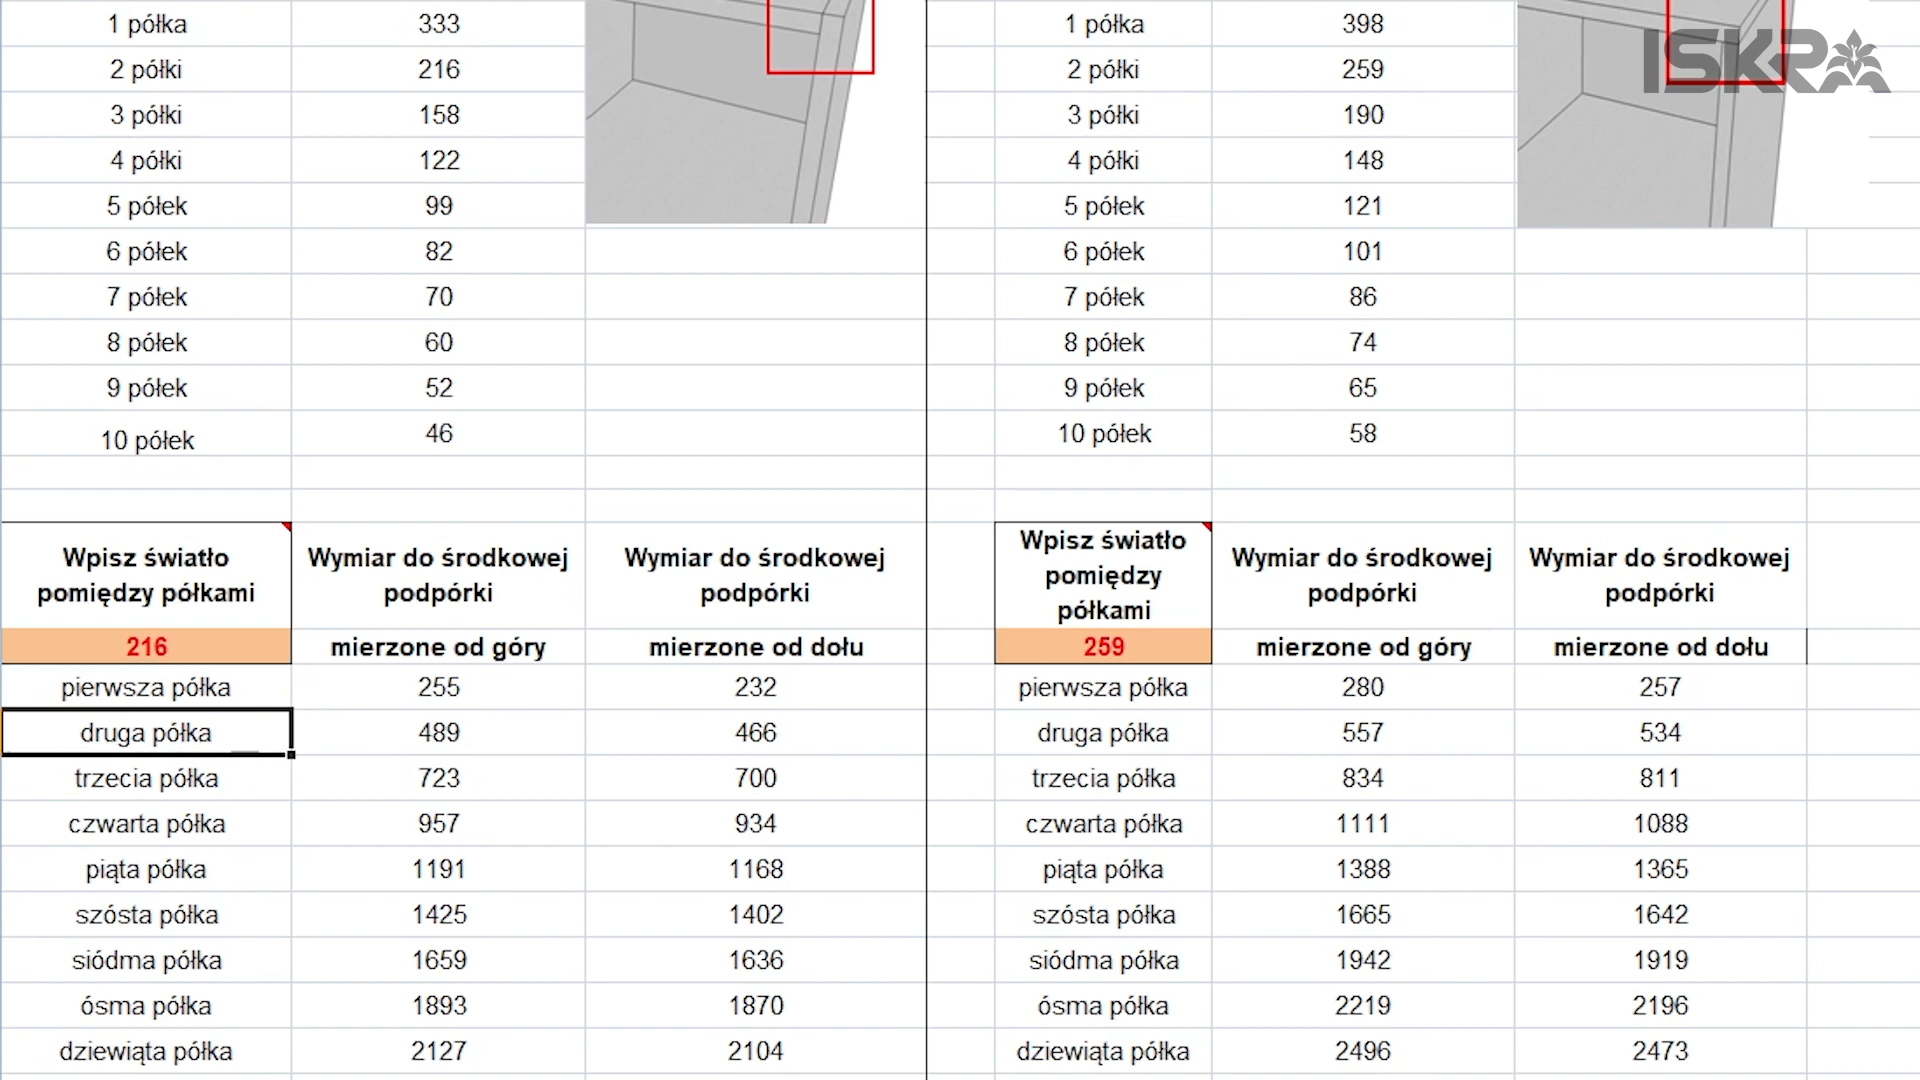 1 półka 333
2 półki 216
3 półki 158
4 półki 122
5 półek 99
6 półek 82
7 półek 70
8 półek 60
9 półek 52
10 półek 46
Wpisz światło pomiędzy półkami
Wymiar do środkowej podpórki
Wymiar do środkowej podpórki
216 mierzone od góry mierzone od dołu
pierwsza półka 255 232
druga półka 489 466
trzecia półka 723 700
czwarta półka 957 934
piąta półka 1191 1168
szósta półka 1425 1402
siódma półka 1659 1636
ósma półka 1893 1870
dziewiąta półka 2127 2104
ISKRA
1 półka 398
2 półki 259
3 półki 190
4 półki 148
5 półek 121
6 półek 101
7 półek 86
8 półek 74
9 półek 65
10 półek 58
Wpisz światło pomiędzy półkami
Wymiar do środkowej podpórki
Wymiar do środkowej podpórki
259 mierzone od góry mierzone od dołu
pierwsza półka 280 257
druga półka 557 534
trzecia półka 834 811
czwarta półka 1111 1088
piąta półka 1388 1365
szósta półka 1665 1642
siódma półka 1942 1919
ósma półka 2219 2196
dziewiąta półka 2496 2473